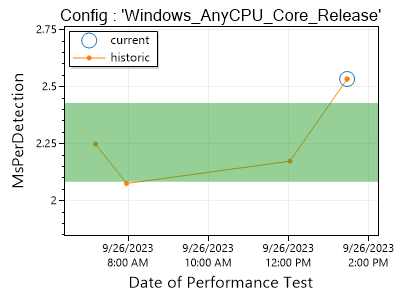 Config : 'Windows_AnyCPU_Core_Release'
current
historic
2.75
2.5
2.25
2
MsPerDetection
9/26/2023 9/26/2023 9/26/2023 9/26/2023
8:00 AM 10:00 AM 12:00 PM 2:00 PM
Date of Performance Test